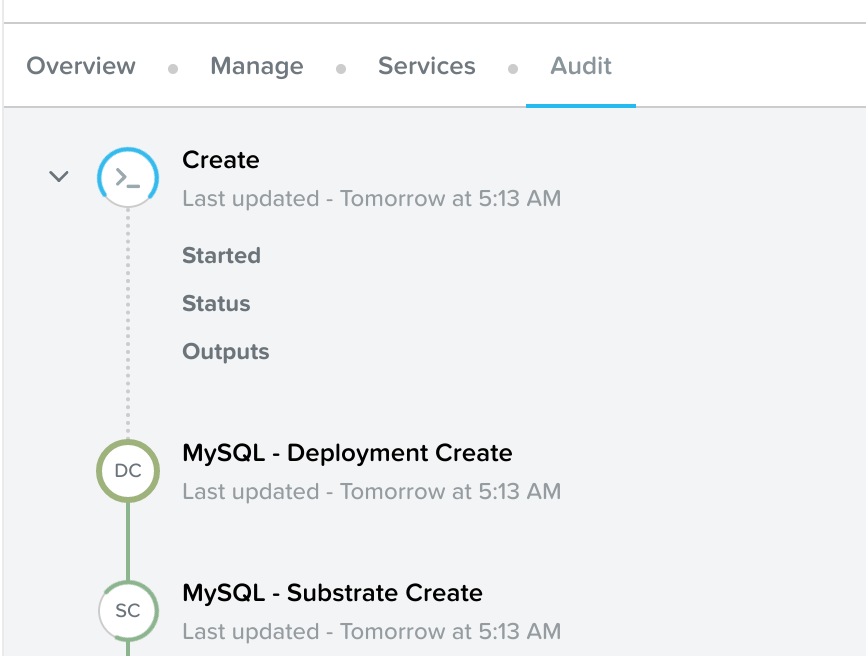 Overview Manage Services Audit
Create
Last updated - Tomorrow at 5:13 AM
Started
Status
Outputs
DC
MySQL - Deployment Create
Last updated - Tomorrow at 5:13 AM
SC
MySQL - Substrate Create
Last updated - Tomorrow at 5:13 AM